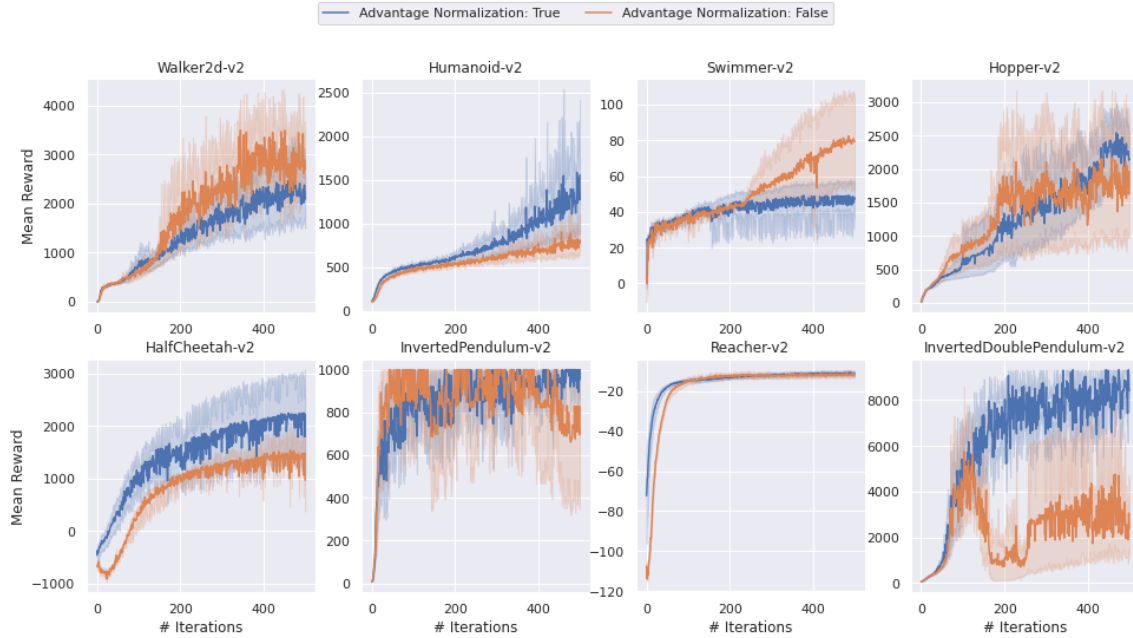 Advantage Normalization: True Advantage Normalization: False
Walker2d-v2 Humanoid-v2 Swimmer-v2 Hopper-v2
Mean Reward
4000
3000
2000
1000
0
0 200 400
2500
2000
1500
1000
500
0
0 200 400
100
80
60
40
20
0
0 200 400
3000
2500
2000
1500
1000
500
0
0 200 400
HalfCheetah-v2 InvertedPendulum-v2 Reacher-v2 InvertedDoublePendulum-v2
Mean Reward
3000
2000
1000
0
−1000
0 200 400
# Iterations
1000
800
600
400
200
0
0 200 400
# Iterations
−20
−40
−60
−80
−100
−120
0 200 400
# Iterations
8000
6000
4000
2000
0
0 200 400
# Iterations